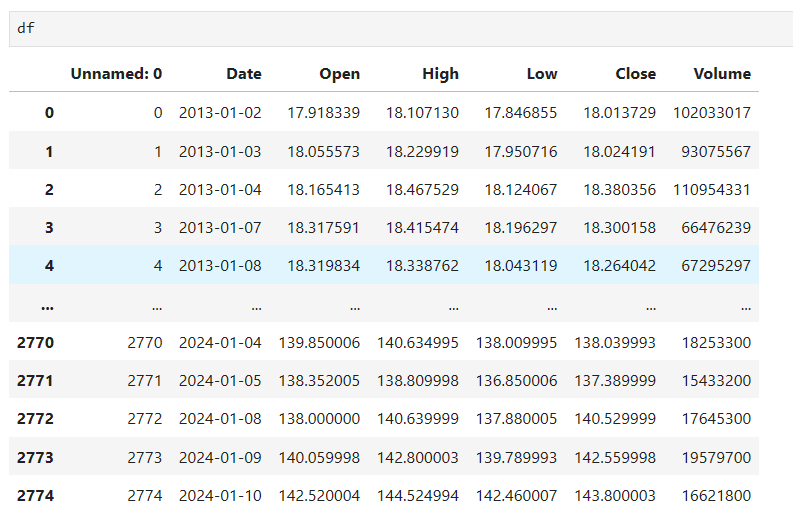 df
Unnamed: 0 Date Open High Low Close Volume
0 0 2013-01-02 17.918339 18.107130 17.846855 18.013729 102033017
1 1 2013-01-03 18.055573 18.229919 17.950716 18.024191 93075567
2 2 2013-01-04 18.165413 18.467529 18.124067 18.380356 110954331
3 3 2013-01-07 18.317591 18.415474 18.196297 18.300158 66476239
4 4 2013-01-08 18.319834 18.338762 18.043119 18.264042 67295297
... ... ... ... ... ... ... ...
2770 2770 2024-01-04 139.850006 140.634995 138.009995 138.039993 18253300
2771 2771 2024-01-05 138.352005 138.809998 136.850006 137.389999 15433200
2772 2772 2024-01-08 138.000000 140.639999 137.880005 140.529999 17645300
2773 2773 2024-01-09 140.059998 142.800003 139.789993 142.559998 19579700
2774 2774 2024-01-10 142.520004 144.524994 142.460007 143.800003 16621800